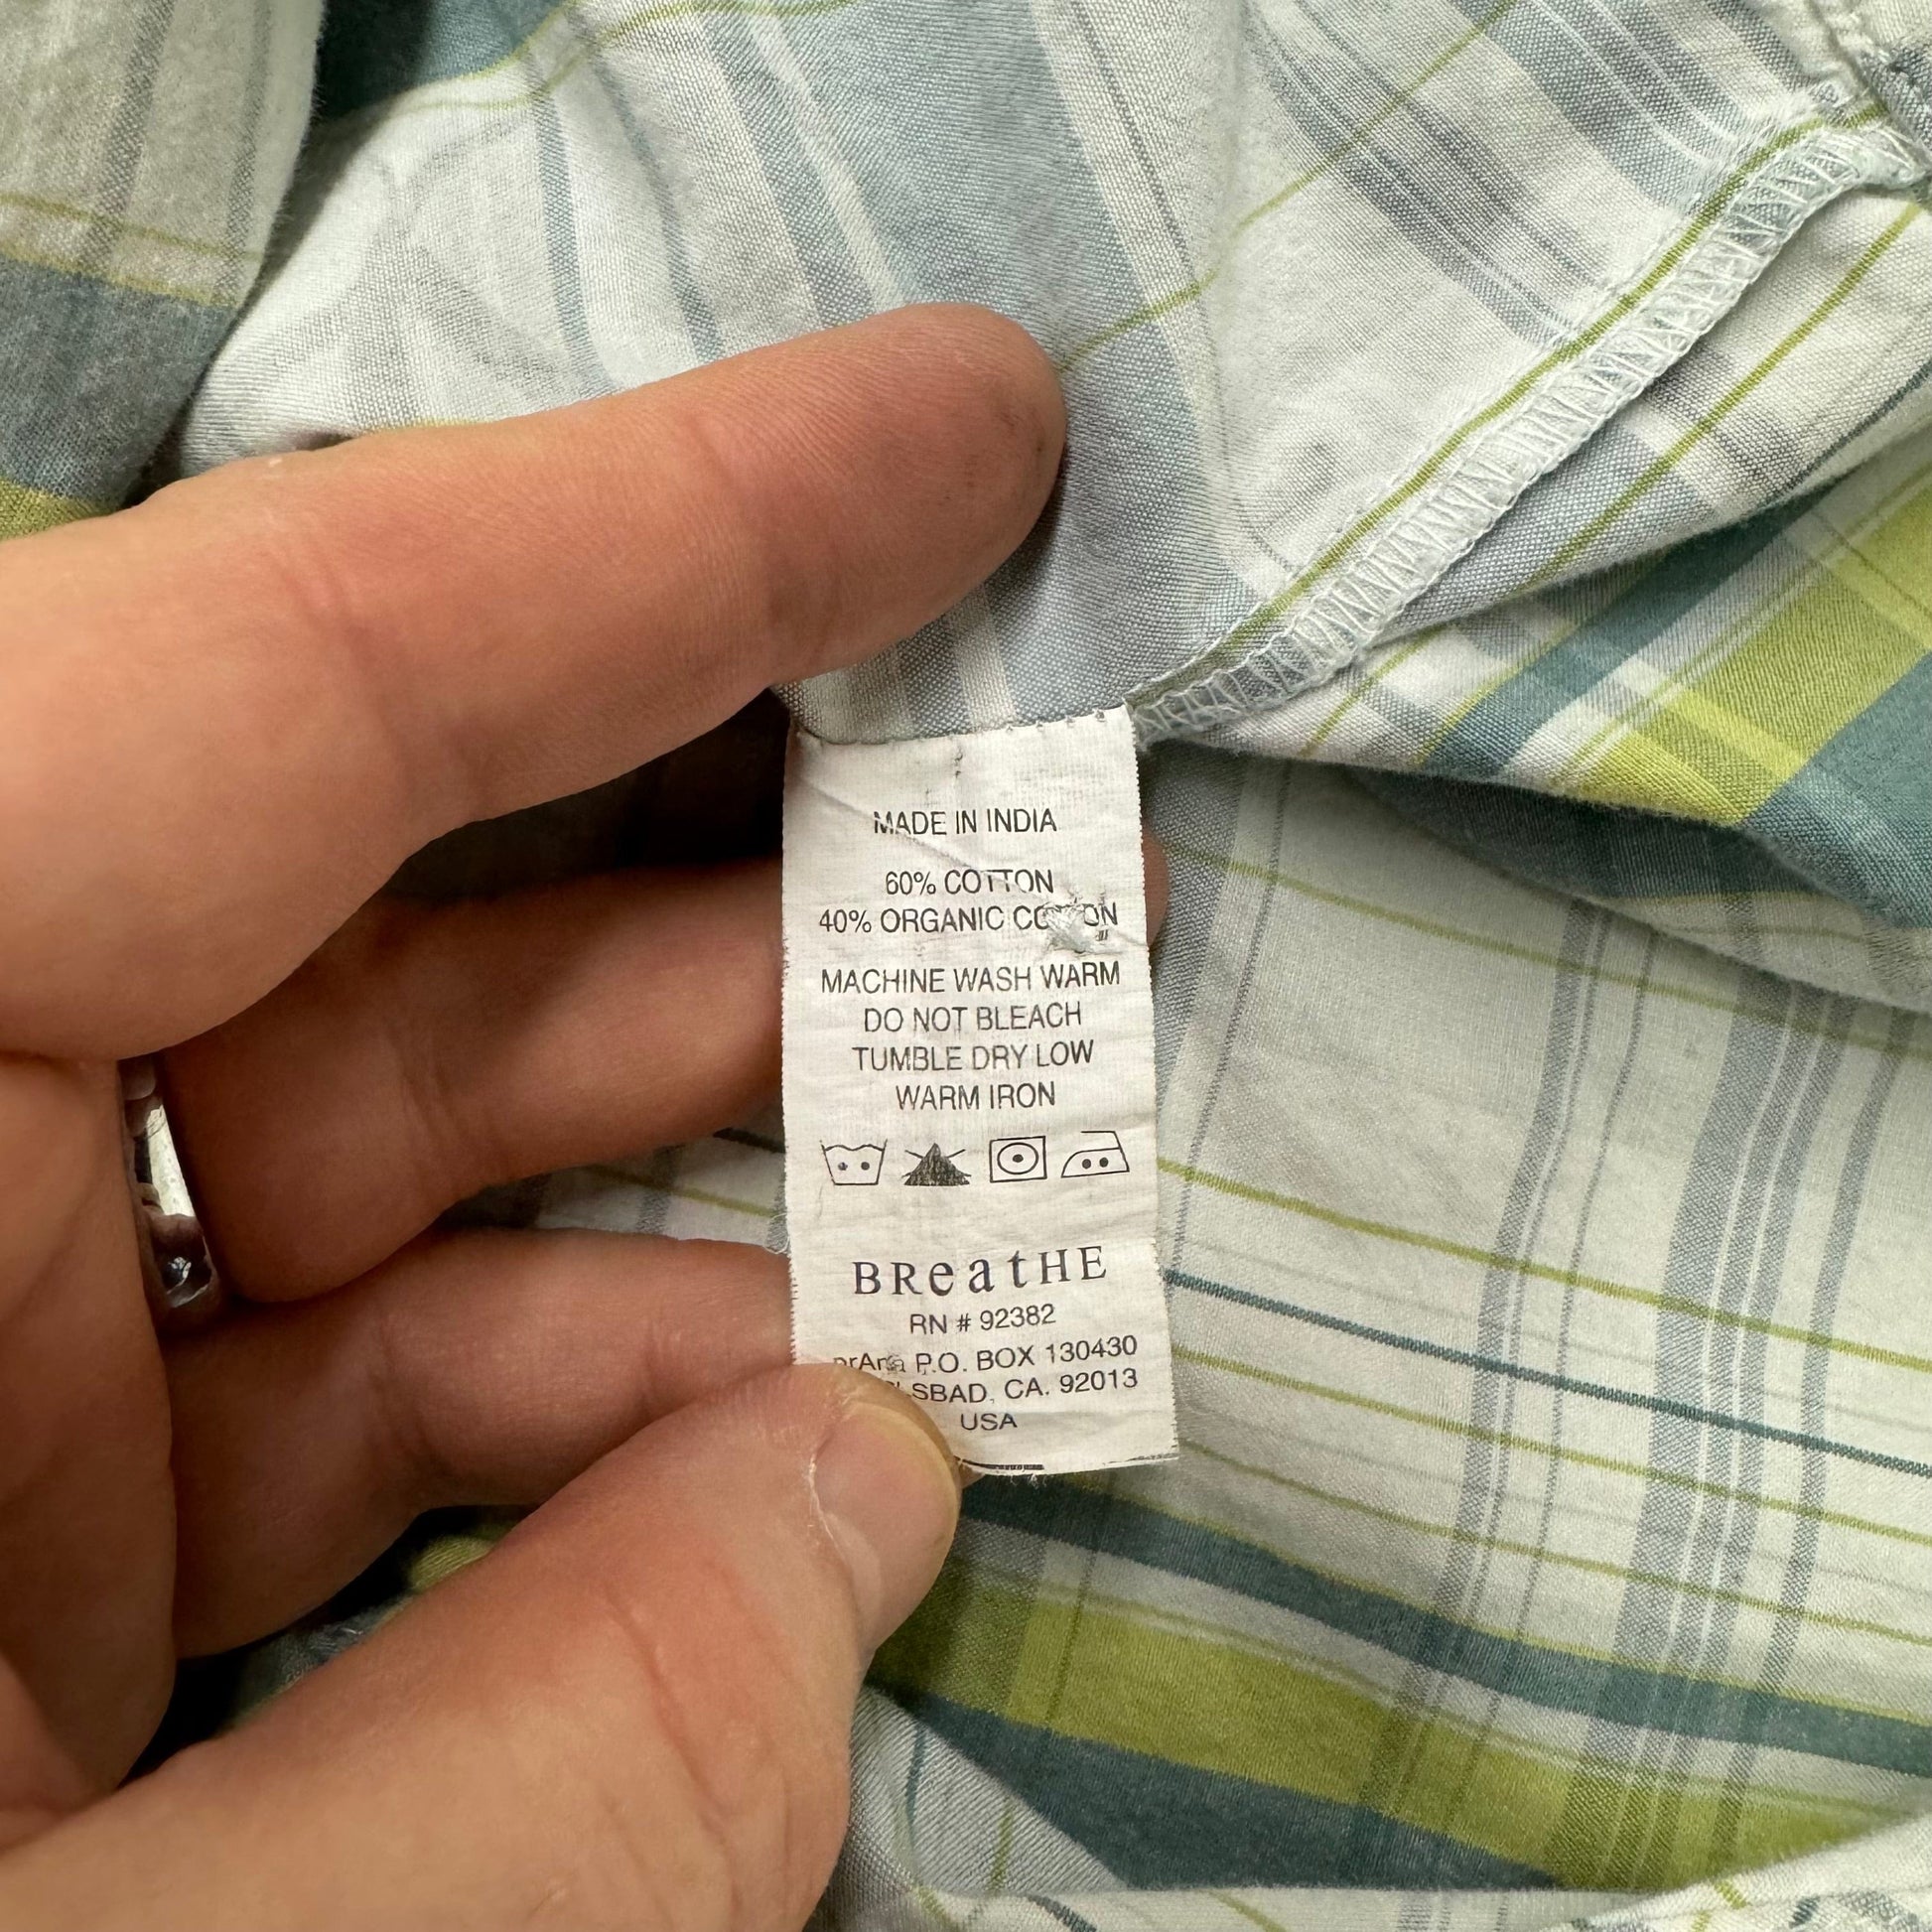 MADE IN INDIA
60% COTTON
40% ORGANIC COTTON
MACHINE WASH WARM
DO NOT BLEACH
TUMBLE DRY LOW
WARM IRON
BReatHE
RN # 92382
prAna P.O. BOX 130430
CA. 92013
USA